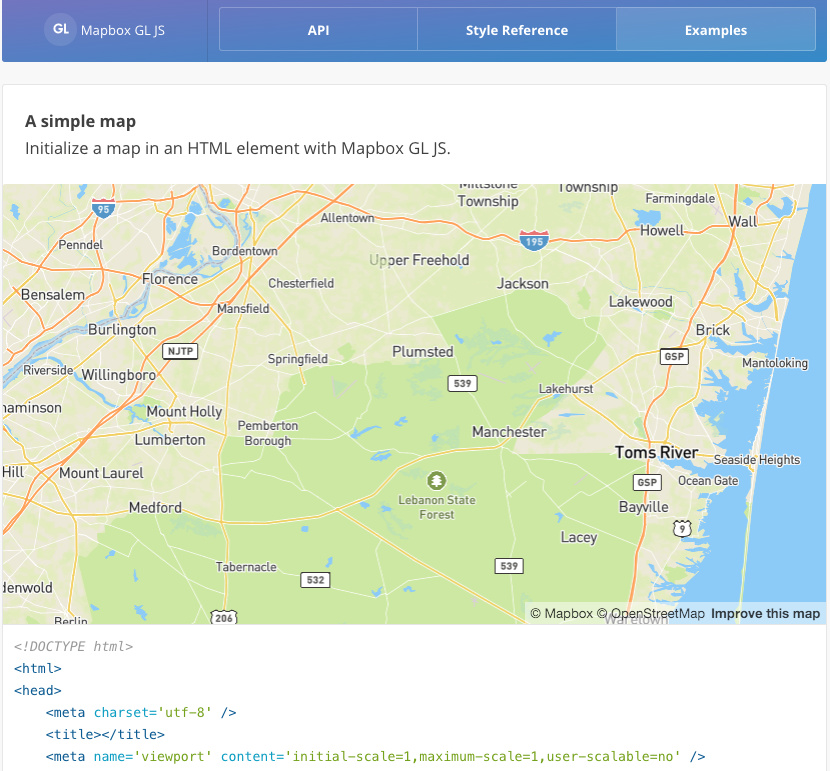 GL Mapbox GL JS API Style Reference Examples
A simple map
Initialize a map in an HTML element with Mapbox GL JS.
Millstone
Township
Township
Farmingdale
95
Allentown
Wall
Howell
195
Penndel
Bordentown
Upper Freehold
Florence
Chesterfield
Jackson
Bensalem
Mansfield
Lakewood
Burlington
Brick
NJTP
Springfield
Plumsted
GSP
Mantoloking
Riverside
Willingboro
539
Lakehurst
naminson
Mount Holly
Pemberton
Borough
Manchester
Lumberton
Toms River
Seaside Heights
Hill
Mount Laurel
GSP
Ocean Gate
Lebanon State
Forest
Medford
Bayville
9
Lacey
Tabernacle
532
539
denwold
Berlin
206
Waretown
© Mapbox © OpenStreetMap Improve this map
<!DOCTYPE html>
<html>
<head>
<meta charset='utf-8' />
<title></title>
<meta name='viewport' content='initial-scale=1,maximum-scale=1,user-scalable=no' />